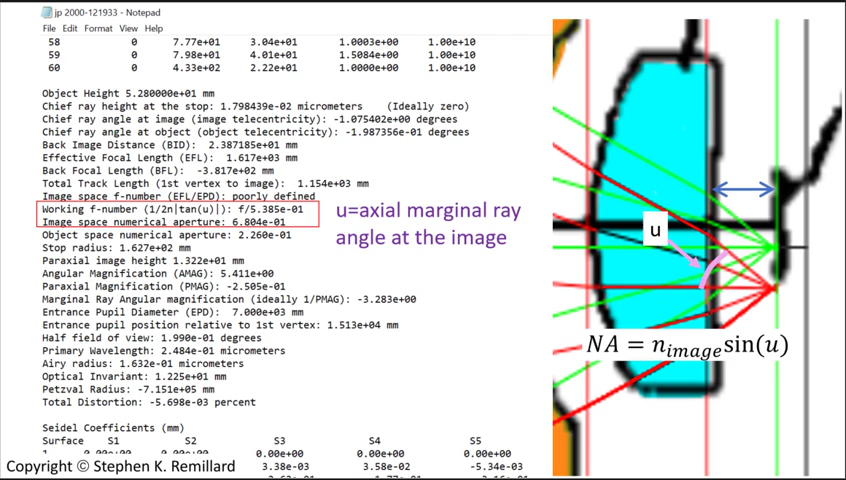 jp 2000-121933 - Notepad
File Edit Format View Help
58 0 7.77e+01 3.04e+01 1.0003e+00 1.00e+10
59 0 7.98e+01 4.01e+01 1.5084e+00 1.00e+10
60 0 4.33e+02 2.22e+01 1.0000e+00 1.00e+10
Object Height 5.280000e+01 mm
Chief ray height at the stop: 1.798439e-02 micrometers (Ideally zero)
Chief ray angle at image (image telecentricity): -1.075402e+00 degrees
Chief ray angle at object (object telecentricity): -1.987356e-01 degrees
Back Image Distance (BID): 2.387185e+01 mm
Effective Focal Length (EFL): 1.617e+03 mm
Back Focal Length (BFL): -3.817e+02 mm
Total Track Length (1st vertex to image): 1.154e+03 mm
Image space f-number (EFL/EPD): poorly defined
Working f-number (1/2n|tan(u)|): f/5.385e-01
Image space numerical aperture: 6.804e-01
Object space numerical aperture: 2.260e-01
Stop radius: 1.627e+02 mm
Paraxial image height: 1.322e+01 mm
Angular Magnification (AMAG): 5.411e+00
Paraxial Magnification (PMAG): -2.505e-01
Marginal Ray Angular magnification (ideally 1/PMAG): -3.283e+00
Entrance Pupil Diameter (EPD): 7.000e+03 mm
Entrance pupil position relative to 1st vertex: 1.513e+04 mm
Half field of view: 1.990e-01 degrees
Primary Wavelength: 2.484e-01 micrometers
Airy radius: 1.632e-01 micrometers
Optical Invariant: 1.225e+01 mm
Petzval Radius: -7.151e+05 mm
Total Distortion: -5.698e-03 percent
Seidel Coefficients (mm)
Surface S1 S2 S3 S4 S5
0.00e+00 0.00e+00 0.00e+00
3.38e-03 3.58e-02 -5.34e-03
Copyright © Stephen K. Remillard
u=axial marginal ray
angle at the image
u
NA = n_image sin(u)